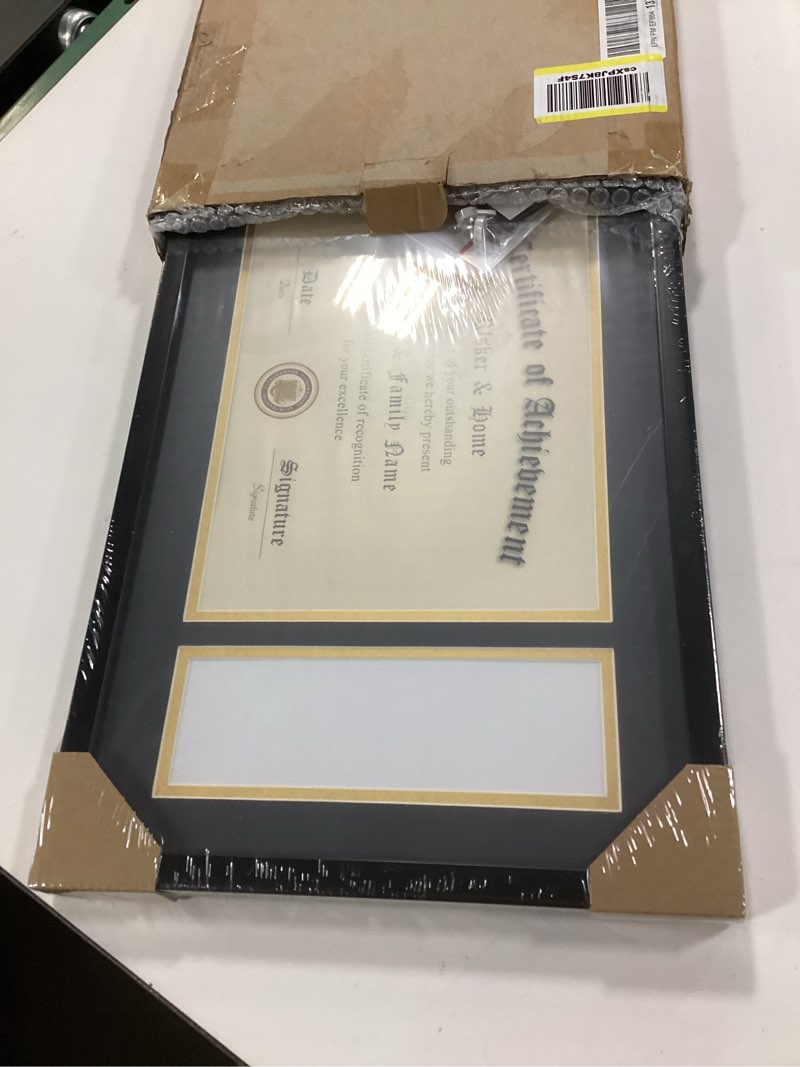 csXPJ8K7S4F
Certificate of Achievement
& Home
of your outstanding
we hereby present
& Family Name
certificate of recognition
for your excellence
Date
Date
Signature
Signature